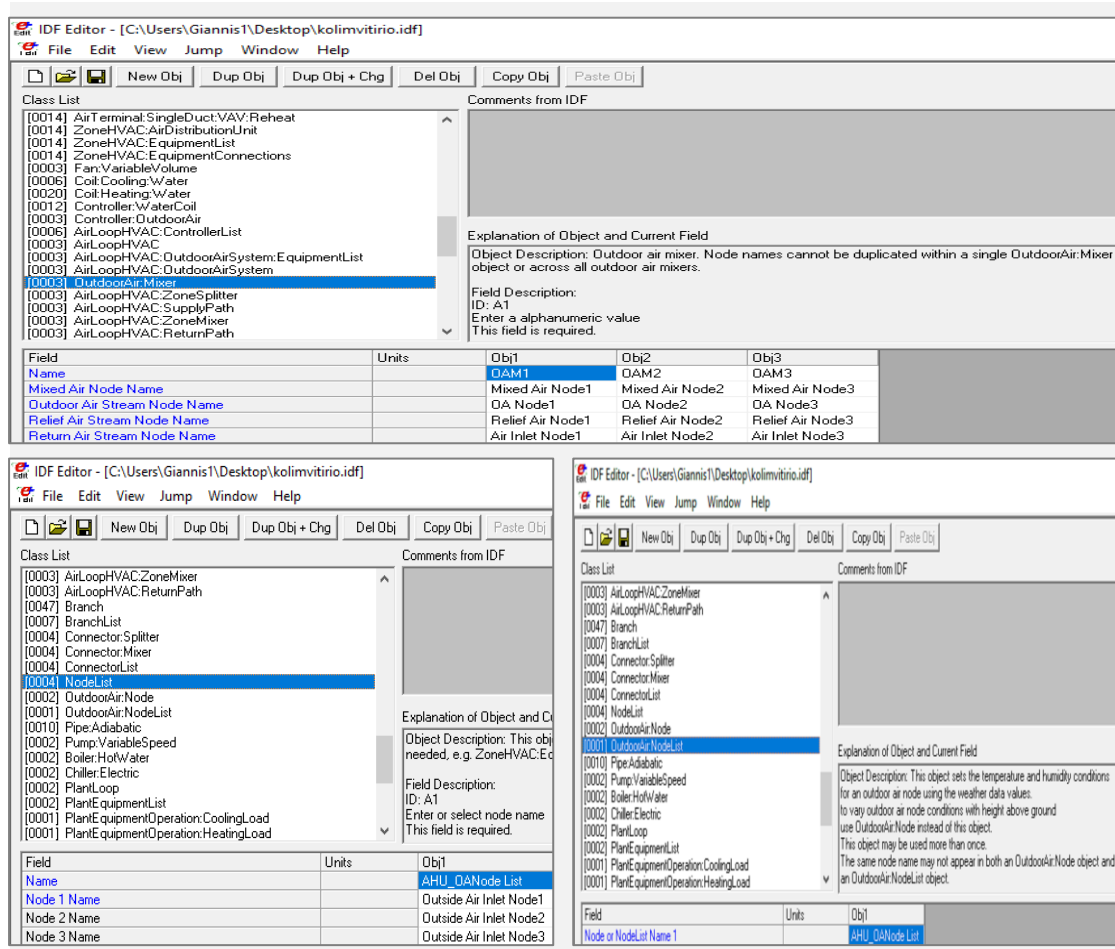 IDF Editor - [C:\Users\Giannis1\Desktop\kolimvitirio.idf]
File Edit View Jump Window Help
New Obj Dup Obj Dup Obj + Chg Del Obj Copy Obj Paste Obj
Class List
Comments from IDF
[0014] AirTerminal:SingleDuct:VAV:Reheat
[0014] ZoneHVAC:AirDistributionUnit
[0014] ZoneHVAC:EquipmentList
[0014] ZoneHVAC:EquipmentConnections
[0003] Fan:VariableVolume
[0006] Coil:Cooling:Water
[0020] Coil:Heating:Water
[0012] Controller:WaterCoil
[0003] Controller:OutdoorAir
[0006] AirLoopHVAC:ControllerList
[0003] AirLoopHVAC
[0003] AirLoopHVAC:OutdoorAirSystem:EquipmentList
[0003] AirLoopHVAC:OutdoorAirSystem
[0003] OutdoorAir:Mixer
[0003] AirLoopHVAC:ZoneSplitter
[0003] AirLoopHVAC:SupplyPath
[0003] AirLoopHVAC:ZoneMixer
[0003] AirLoopHVAC:ReturnPath
Explanation of Object and Current Field
Object Description: Outdoor air mixer. Node names cannot be duplicated within a single OutdoorAir:Mixer
object or across all outdoor air mixers.
Field Description:
ID: A1
Enter a alphanumeric value
This field is required.
Field Units Obj1 Obj2 Obj3
Name OAM1 OAM2 OAM3
Mixed Air Node Name Mixed Air Node1 Mixed Air Node2 Mixed Air Node3
Outdoor Air Stream Node Name OA Node1 OA Node2 OA Node3
Relief Air Stream Node Name Relief Air Node1 Relief Air Node2 Relief Air Node3
Return Air Stream Node Name Air Inlet Node1 Air Inlet Node2 Air Inlet Node3
IDF Editor - [C:\Users\Giannis1\Desktop\kolimvitirio.idf]
File Edit View Jump Window Help
New Obj Dup Obj Dup Obj + Chg Del Obj Copy Obj Paste Obj
Class List
Comments from IDF
[0003] AirLoopHVAC:ZoneMixer
[0003] AirLoopHVAC:ReturnPath
[0047] Branch
[0007] BranchList
[0004] Connector:Splitter
[0004] Connector:Mixer
[0004] ConnectorList
[0004] NodeList
[0002] OutdoorAir:Node
[0001] OutdoorAir:NodeList
[0010] Pipe:Adiabatic
[0002] Pump:VariableSpeed
[0002] Boiler:HotWater
[0002] Chiller:Electric
[0002] PlantLoop
[0002] PlantEquipmentList
[0001] PlantEquipmentOperation:CoolingLoad
[0001] PlantEquipmentOperation:HeatingLoad
Explanation of Object and Cu
Object Description: This obj
needed, e.g. ZoneHVAC:Ec
Field Description:
ID: A1
Enter or select node name
This field is required.
Field Units Obj1
Name AHU_OANode List
Node 1 Name Outside Air Inlet Node1
Node 2 Name Outside Air Inlet Node2
Node 3 Name Outside Air Inlet Node3
IDF Editor - [C:\Users\Giannis1\Desktop\kolimvitirio.idf]
File Edit View Jump Window Help
New Obj Dup Obj Dup Obj + Chg Del Obj Copy Obj Paste Obj
Class List
Comments from IDF
[0003] AirLoopHVAC:ZoneMixer
[0003] AirLoopHVAC:ReturnPath
[0047] Branch
[0007] BranchList
[0004] Connector:Splitter
[0004] Connector:Mixer
[0004] ConnectorList
[0004] NodeList
[0002] OutdoorAir:Node
[0001] OutdoorAir:NodeList
[0010] Pipe:Adiabatic
[0002] Pump:VariableSpeed
[0002] Boiler:HotWater
[0002] Chiller:Electric
[0002] PlantLoop
[0002] PlantEquipmentList
[0001] PlantEquipmentOperation:CoolingLoad
[0001] PlantEquipmentOperation:HeatingLoad
Explanation of Object and Current Field
Object Description: This object sets the temperature and humidity conditions
for an outdoor air node using the weather data values.
to vary outdoor air node conditions with height above ground
use OutdoorAir:Node instead of this object.
This object may be used more than once.
The same node name may not appear in both an OutdoorAir:Node object and
an OutdoorAir:NodeList object.
Field Units Obj1
Node or NodeList Name 1 AHU_OANode List